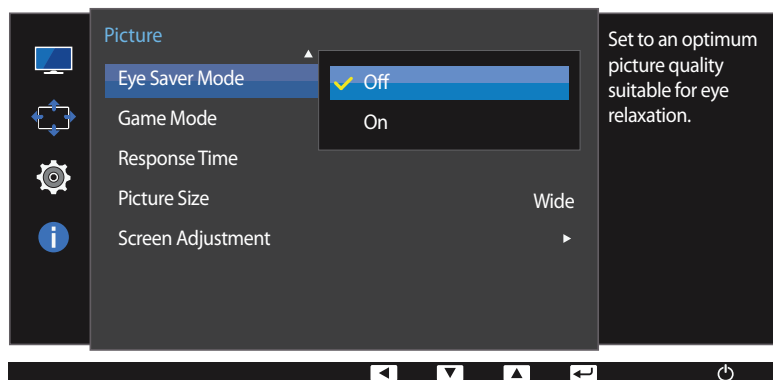 Picture
Eye Saver Mode
Off
Game Mode
On
Response Time
Picture Size
Wide
Screen Adjustment
Set to an optimum
picture quality
suitable for eye
relaxation.